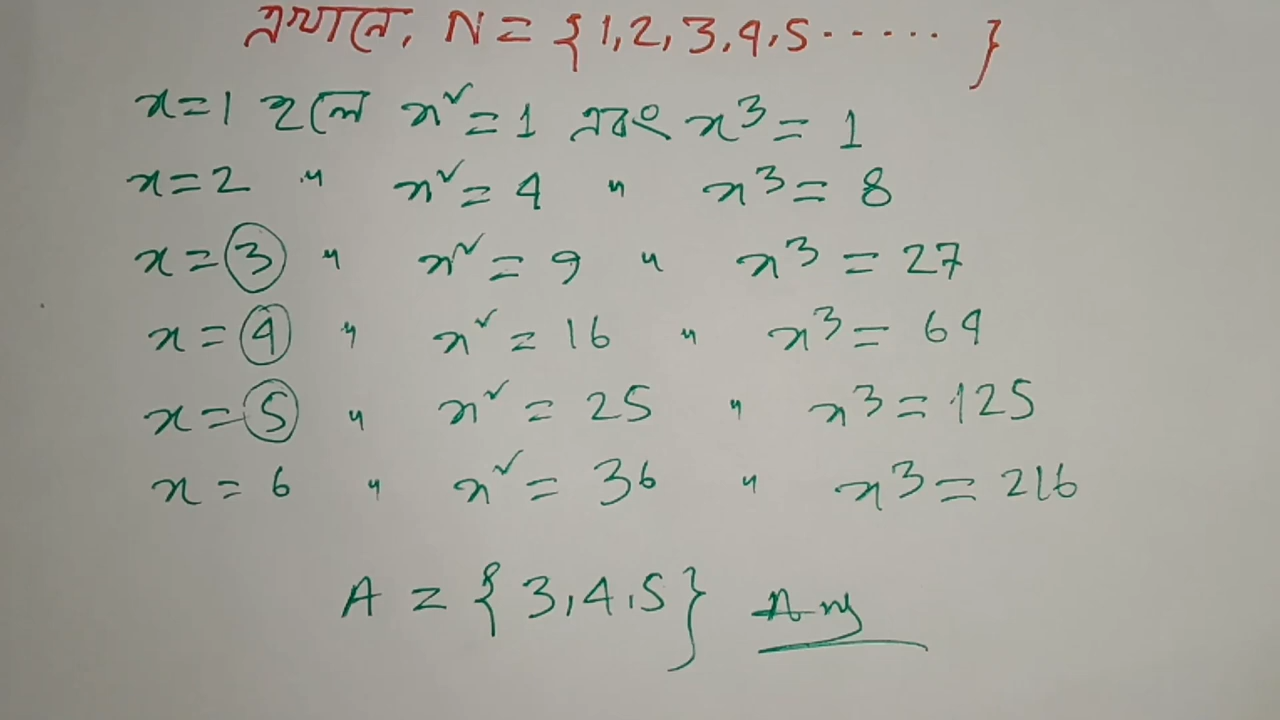 এখানে, N = {1, 2, 3, 4, 5 ...... }
x = 1 হলে x² = 1 এবং x³ = 1
x = 2 " x² = 4 " x³ = 8
x = 3 " x² = 9 " x³ = 27
x = 4 " x² = 16 " x³ = 64
x = 5 " x² = 25 " x³ = 125
x = 6 " x² = 36 " x³ = 216
A = {3, 4, 5} Ans